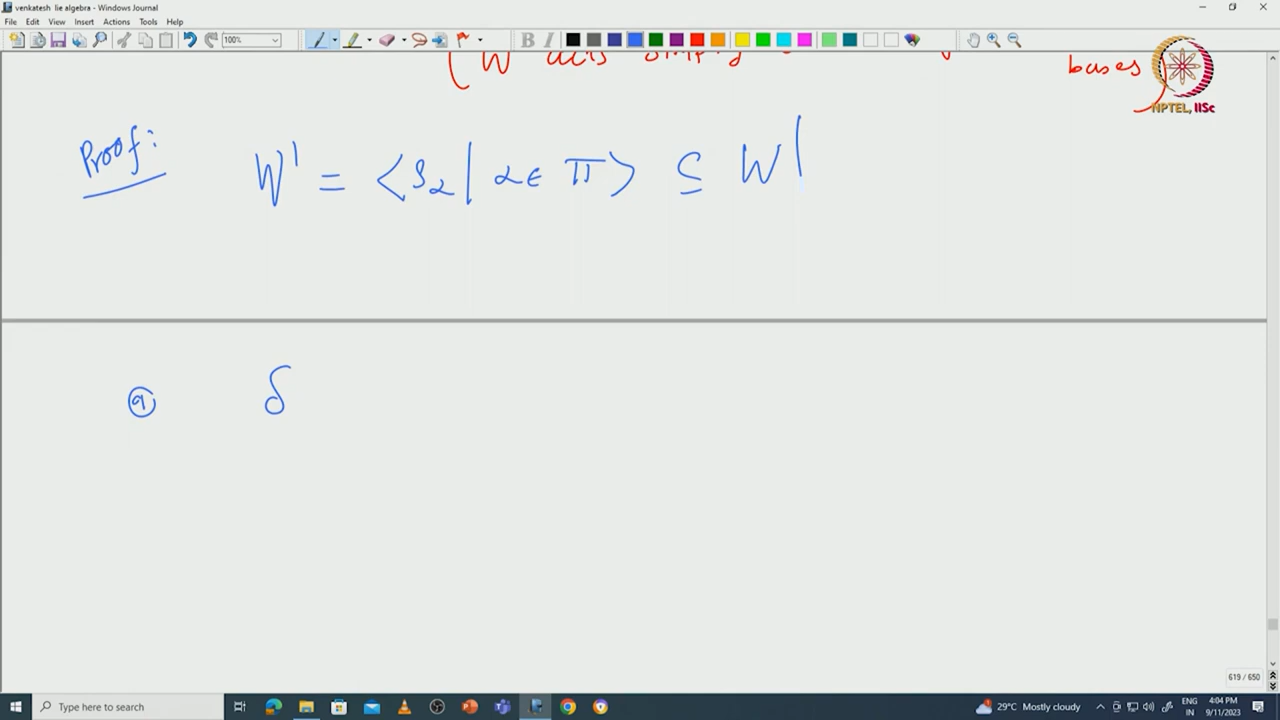 venkatesh lie algebra - Windows Journal
File Edit View Insert Actions Tools Help
100%
bases
NPTEL, IISc
Proof: W' = <s_α | α ∈ Π> ⊆ W
ⓐ δ
619 / 650
Type here to search
29°C Mostly cloudy
ENG
IN
4:04 PM
9/11/2023